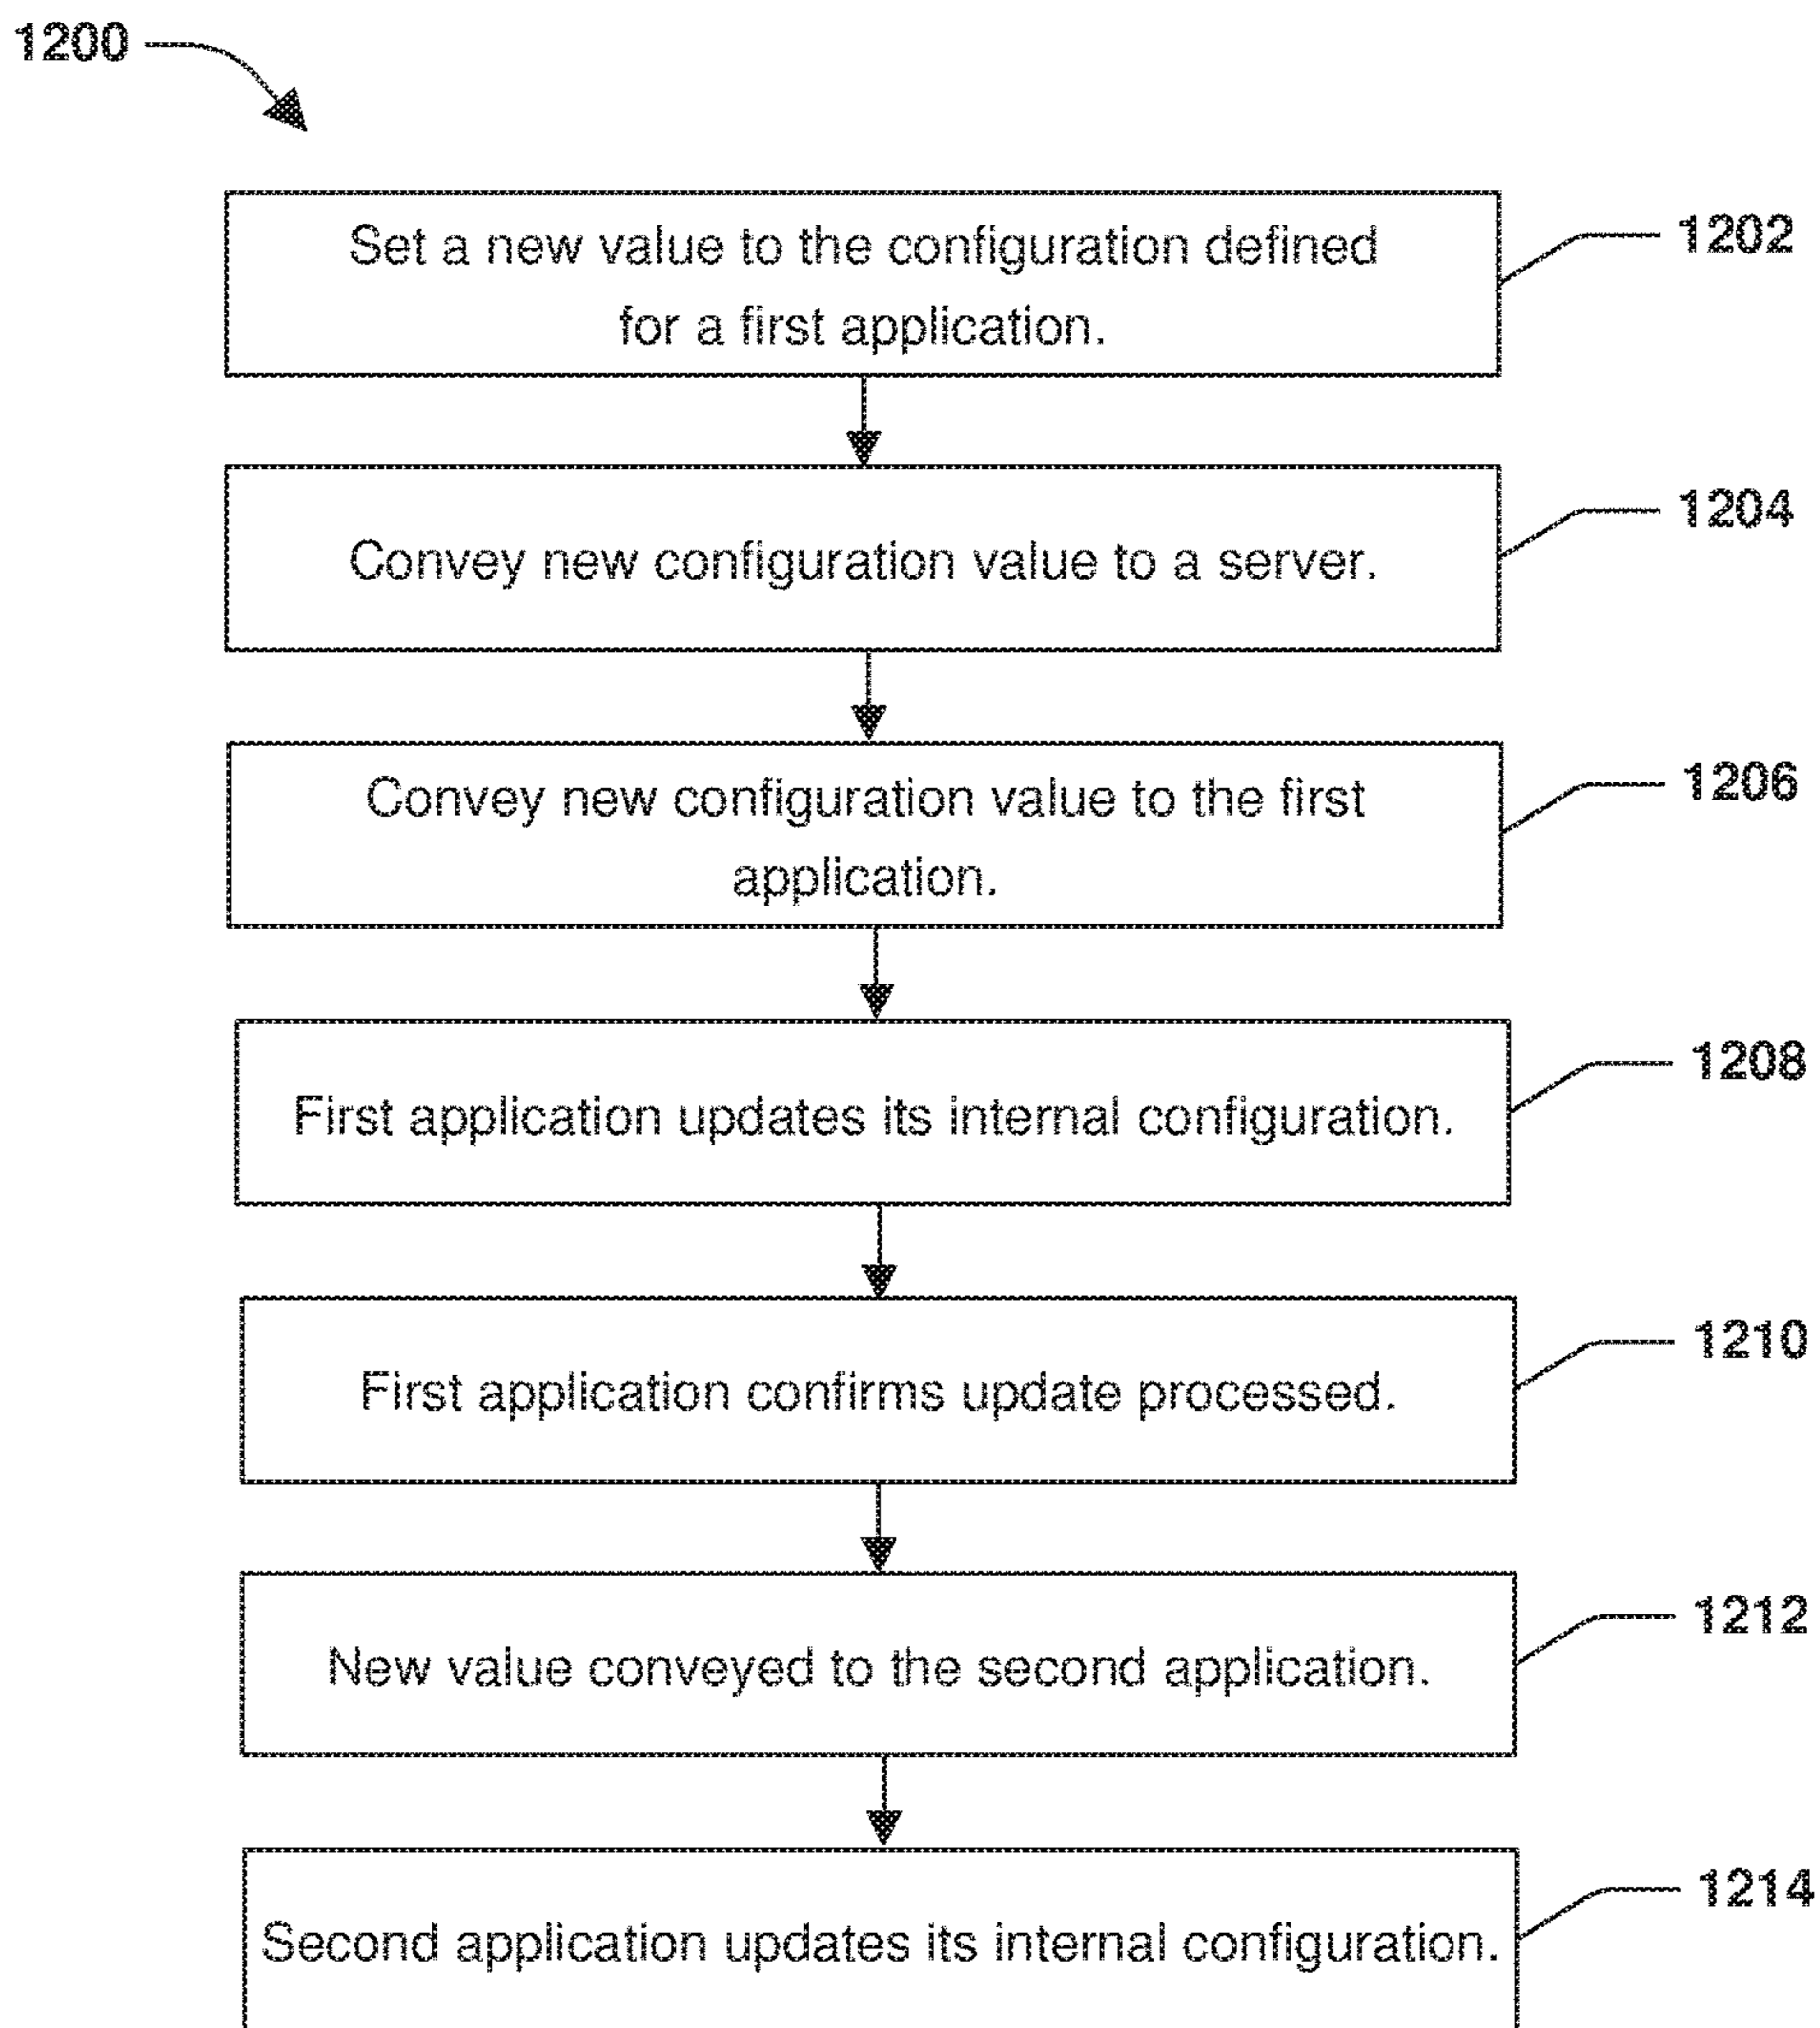 1200
Set a new value to the configuration defined
for a first application.
1202
Convey new configuration value to a server.
1204
Convey new configuration value to the first
application.
1206
First application updates its internal configuration.
1208
First application confirms update processed.
1210
New value conveyed to the second application.
1212
Second application updates its internal configuration.
1214